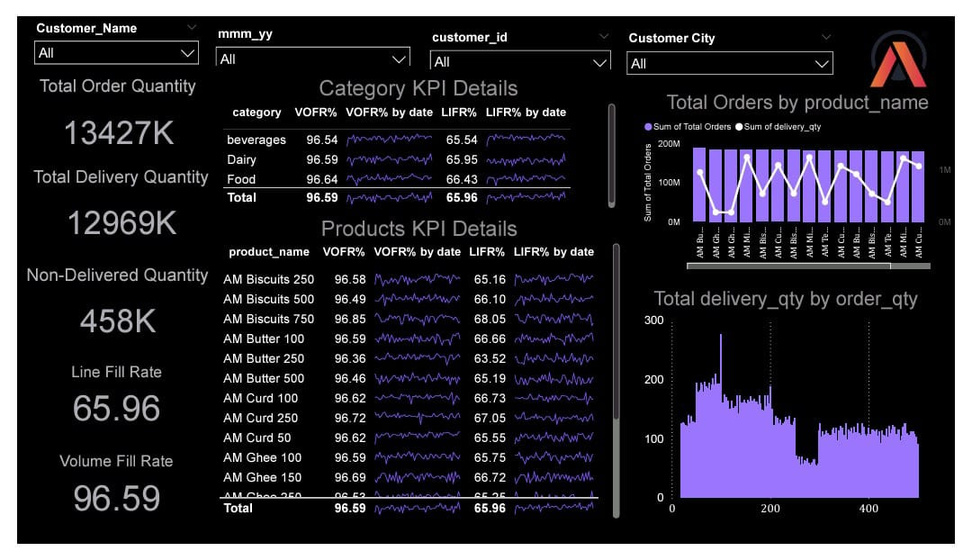 Customer_Name
All
mmm_yy
All
customer_id
All
Customer City
All
Total Order Quantity
13427K
Total Delivery Quantity
12969K
Non-Delivered Quantity
458K
Line Fill Rate
65.96
Volume Fill Rate
96.59
Category KPI Details
category VOFR% VOFR% by date LIFR% LIFR% by date
beverages 96.54 65.54
Dairy 96.59 65.95
Food 96.64 66.43
Total 96.59 65.96
Products KPI Details
product_name VOFR% VOFR% by date LIFR% LIFR% by date
AM Biscuits 250 96.58 65.16
AM Biscuits 500 96.49 66.10
AM Biscuits 750 96.85 68.05
AM Butter 100 96.59 66.66
AM Butter 250 96.36 63.52
AM Butter 500 96.46 65.19
AM Curd 100 96.62 66.73
AM Curd 250 96.72 67.05
AM Curd 50 96.62 65.55
AM Ghee 100 96.59 65.75
AM Ghee 150 96.69 66.72
AM Ghee 250 96.53 65.25
Total 96.59 65.96
Total Orders by product_name
Sum of Total Orders Sum of delivery_qty
Sum of Total Orders
200M
100M
0M
1M
0M
AM Bu...
AM Gh...
AM Gh...
AM Mi...
AM Bis...
AM Cu...
AM Bis...
AM Mi...
AM Te...
AM Cu...
AM Bu...
AM Bis...
AM Te...
AM Mi...
AM Cu...
Total delivery_qty by order_qty
300
200
100
0
0 200 400